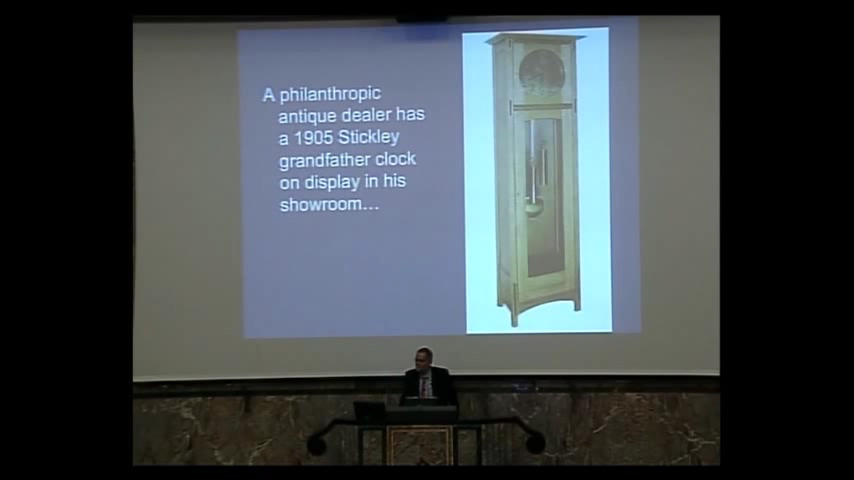 A philanthropic
antique dealer has
a 1905 Stickley
grandfather clock
on display in his
showroom…